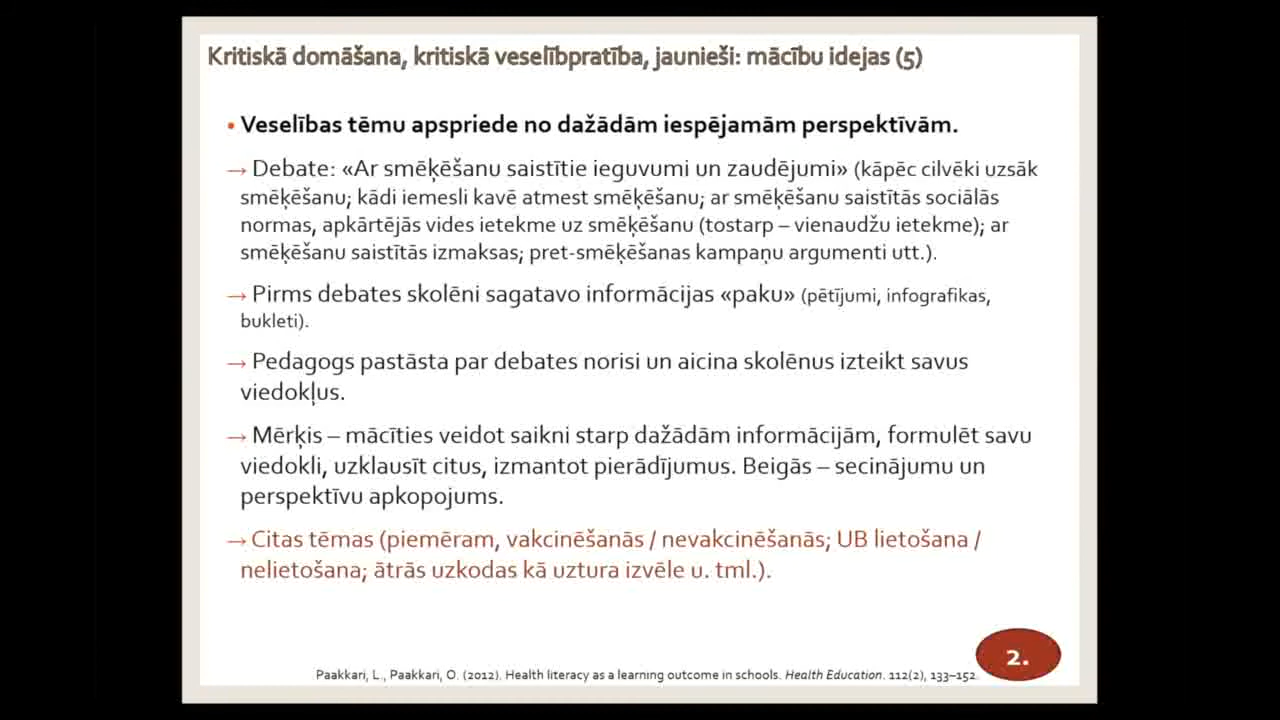 Kritiskā domāšana, kritiskā veselībpratība, jaunieši: mācību idejas (5)
• Veselības tēmu apspriede no dažādām iespējamām perspektīvām.
→ Debate: «Ar smēķēšanu saistītie ieguvumi un zaudējumi» (kāpēc cilvēki uzsāk
smēķēšanu; kādi iemesli kavē atmest smēķēšanu; ar smēķēšanu saistītās sociālās
normas, apkārtējās vides ietekme uz smēķēšanu (tostarp – vienaudžu ietekme); ar
smēķēšanu saistītās izmaksas; pret-smēķēšanas kampaņu argumenti utt.).
→ Pirms debates skolēni sagatavo informācijas «paku» (pētījumi, infografikas,
bukleti).
→ Pedagogs pastāsta par debates norisi un aicina skolēnus izteikt savus
viedokļus.
→ Mērķis – mācīties veidot saikni starp dažādām informācijām, formulēt savu
viedokli, uzklausīt citus, izmantot pierādījumus. Beigās – secinājumu un
perspektīvu apkopojums.
→ Citas tēmas (piemēram, vakcinēšanās / nevakcinēšanās; UB lietošana /
nelietošana; ātrās uzkodas kā uztura izvēle u. tml.).
2.
Paakkari, L., Paakkari, O. (2012). Health literacy as a learning outcome in schools. Health Education. 112(2), 133–152.